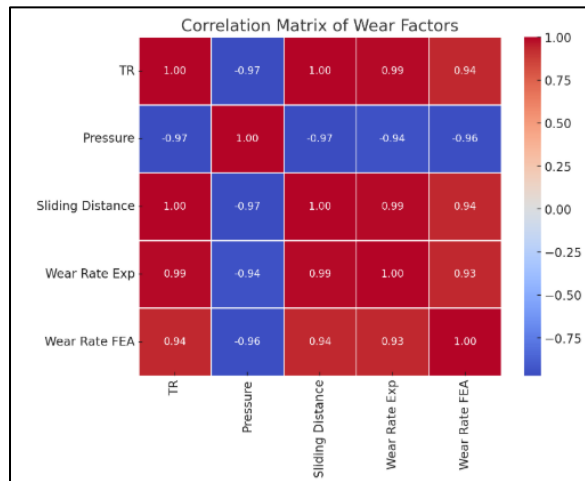 Correlation Matrix of Wear Factors
TR 1.00 -0.97 1.00 0.99 0.94
Pressure -0.97 1.00 -0.97 -0.94 -0.96
Sliding Distance 1.00 -0.97 1.00 0.99 0.94
Wear Rate Exp 0.99 -0.94 0.99 1.00 0.93
Wear Rate FEA 0.94 -0.96 0.94 0.93 1.00
TR
Pressure
Sliding Distance
Wear Rate Exp
Wear Rate FEA
1.00
0.75
0.50
0.25
0.00
-0.25
-0.50
-0.75